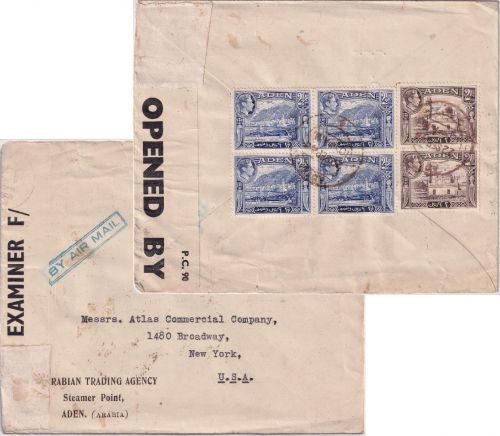 OPENED BY
P.C. 90
ADEN
ADEN
ADEN
ADEN
ADEN
ADEN
EXAMINER F/
BY AIR MAIL
Messrs. Atlas Commercial Company,
1480 Broadway,
New York,
U.S.A.
RABIAN TRADING AGENCY
Steamer Point,
ADEN. (ARABIA)